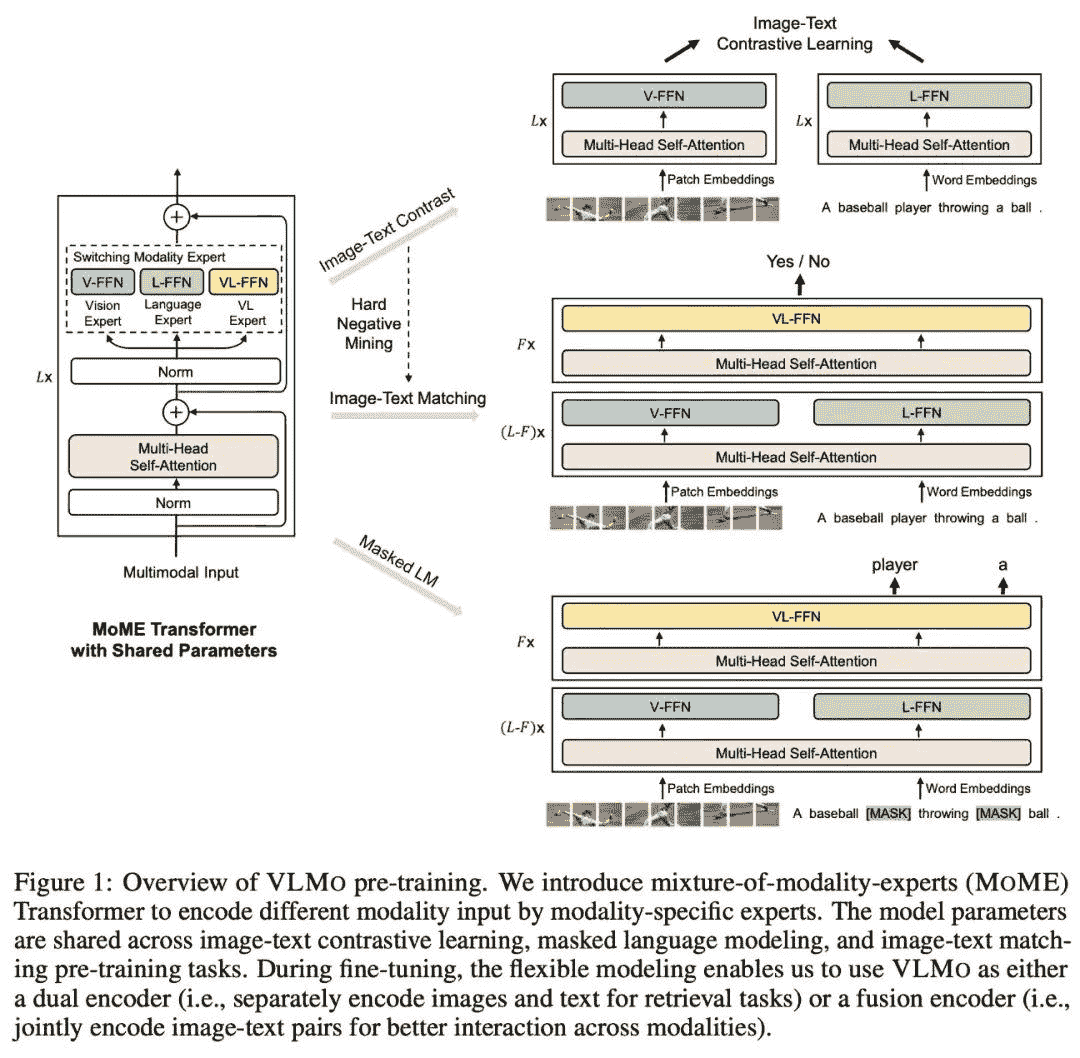 Image-Text
Contrastive Learning
V-FFN
L-FFN
Lx
Multi-Head Self-Attention
Lx
Multi-Head Self-Attention
Patch Embeddings
Word Embeddings
A baseball player throwing a ball .
Switching Modality Expert
V-FFN
L-FFN
VL-FFN
Vision
Expert
Language
Expert
VL
Expert
Norm
Lx
Multi-Head
Self-Attention
Norm
Multimodal Input
MoME Transformer
with Shared Parameters
Image-Text Contrast
Hard
Negative
Mining
Image-Text Matching
Masked LM
Yes / No
VL-FFN
Fx
Multi-Head Self-Attention
V-FFN
L-FFN
(L-F)x
Multi-Head Self-Attention
Patch Embeddings
Word Embeddings
A baseball player throwing a ball .
player
a
VL-FFN
Fx
Multi-Head Self-Attention
V-FFN
L-FFN
(L-F)x
Multi-Head Self-Attention
Patch Embeddings
Word Embeddings
A baseball [MASK] throwing [MASK] ball .
Figure 1: Overview of VLMO pre-training. We introduce mixture-of-modality-experts (MOME)
Transformer to encode different modality input by modality-specific experts. The model parameters
are shared across image-text contrastive learning, masked language modeling, and image-text match-
ing pre-training tasks. During fine-tuning, the flexible modeling enables us to use VLMO as either
a dual encoder (i.e., separately encode images and text for retrieval tasks) or a fusion encoder (i.e.,
jointly encode image-text pairs for better interaction across modalities).